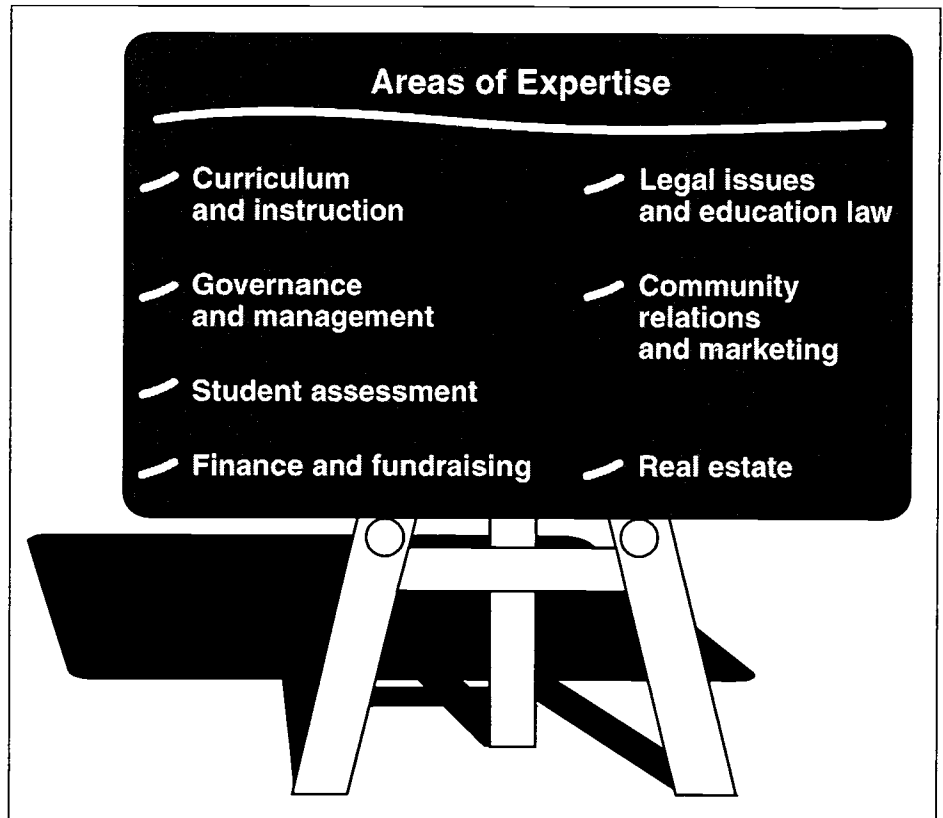 Areas of Expertise
Curriculum
and instruction
Governance
and management
Student assessment
Finance and fundraising
Legal issues
and education law
Community
relations
and marketing
Real estate